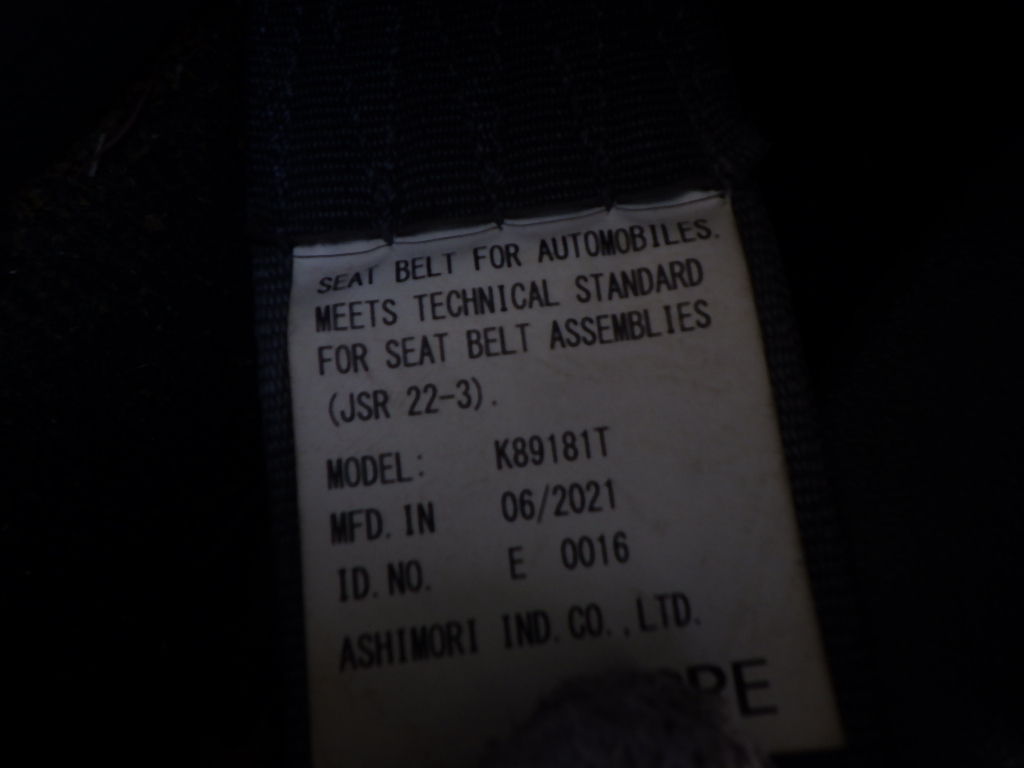 SEAT BELT FOR AUTOMOBILES.
MEETS TECHNICAL STANDARD
FOR SEAT BELT ASSEMBLIES
(JSR 22-3).
MODEL: K89181T
MFD. IN 06/2021
ID. NO. E 0016
ASHIMORI IND. CO., LTD.